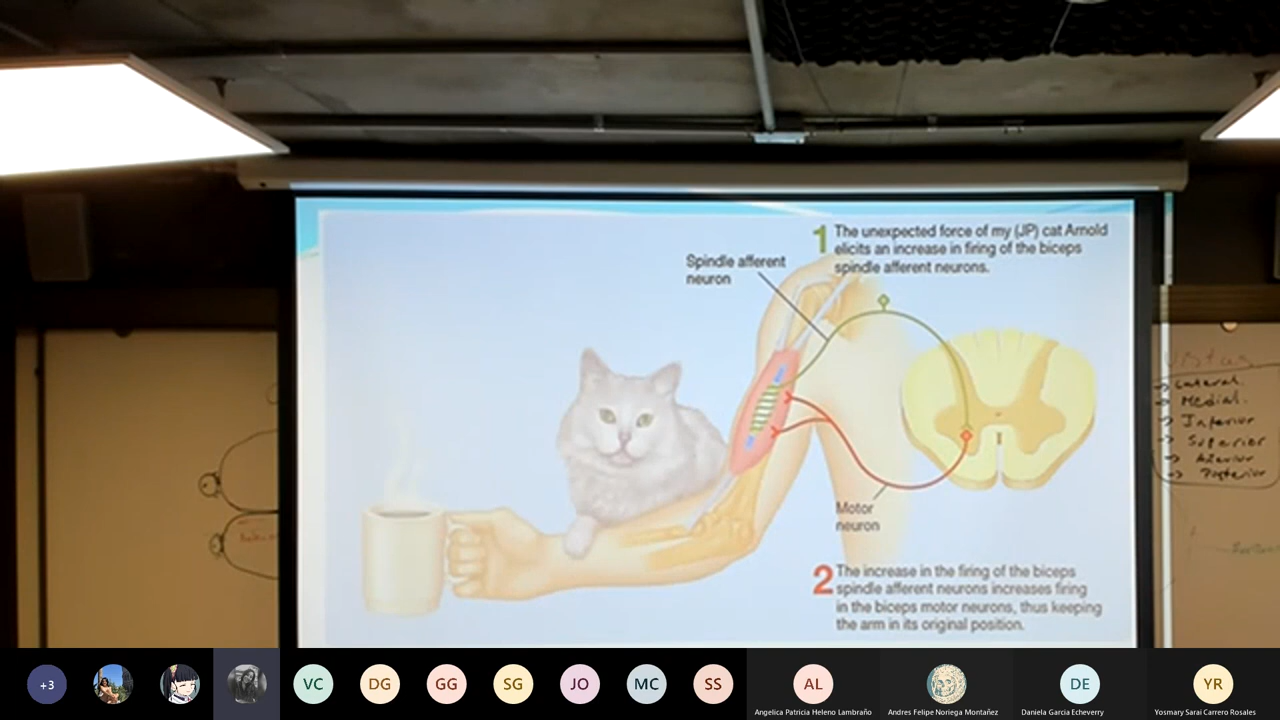 1 The unexpected force of my (JP) cat Arnold
elicits an increase in firing of the biceps
spindle afferent neurons.
Spindle afferent
neuron
Lateral.
Medial.
Inferior
Superior
Posterior
Motor
neuron
2 The increase in the firing of the biceps
spindle afferent neurons increases firing
in the biceps motor neurons, thus keeping
the arm in its original position.
+3
VC
DG
GG
SG
JO
MC
SS
AL
DE
YR
Angelica Patricia Heleno Lambraño
Andres Felipe Noriega Montañez
Daniela Garcia Echeverry
Yosmary Sarai Carrero Rosales